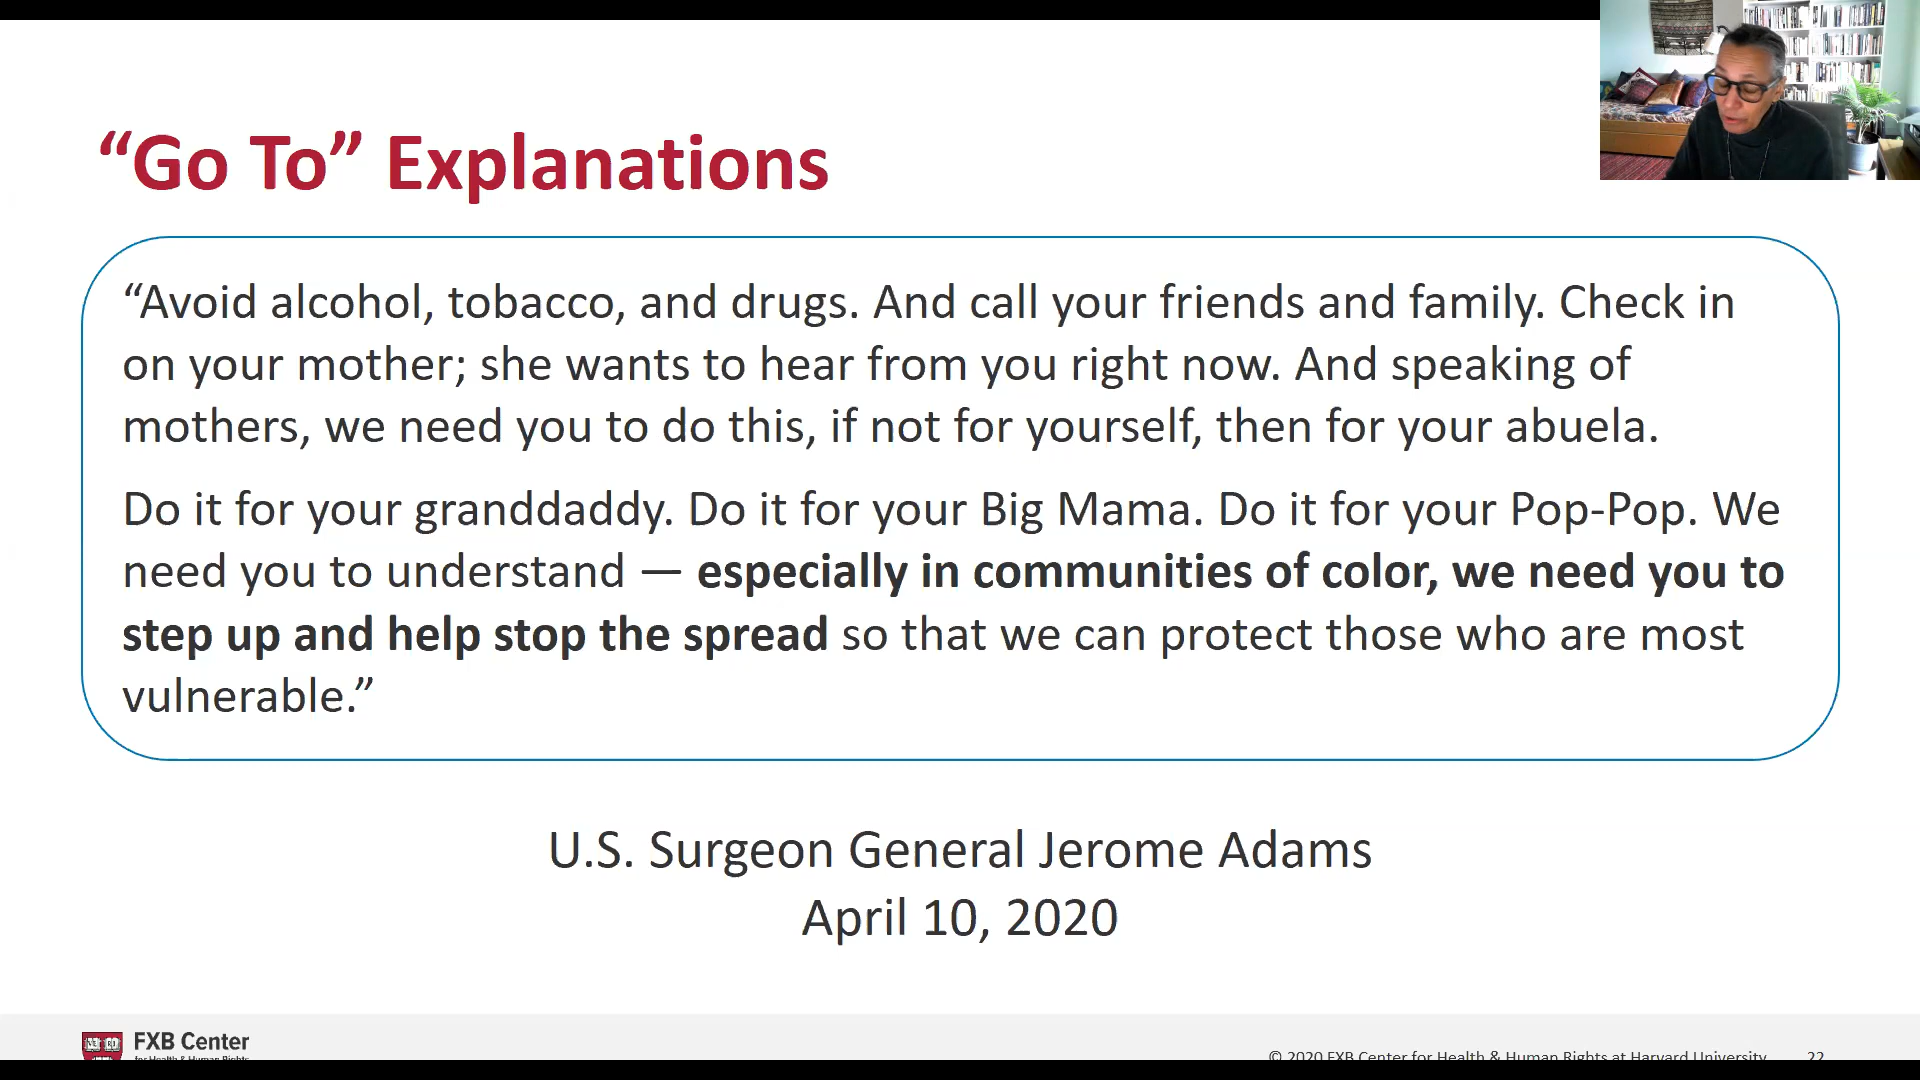 “Go To” Explanations
“Avoid alcohol, tobacco, and drugs. And call your friends and family. Check in
on your mother; she wants to hear from you right now. And speaking of
mothers, we need you to do this, if not for yourself, then for your abuela.
Do it for your granddaddy. Do it for your Big Mama. Do it for your Pop-Pop. We
need you to understand — especially in communities of color, we need you to
step up and help stop the spread so that we can protect those who are most
vulnerable.”
U.S. Surgeon General Jerome Adams
April 10, 2020
FXB Center
for Health & Human Rights
© 2020 FXB Center for Health & Human Rights at Harvard University
22